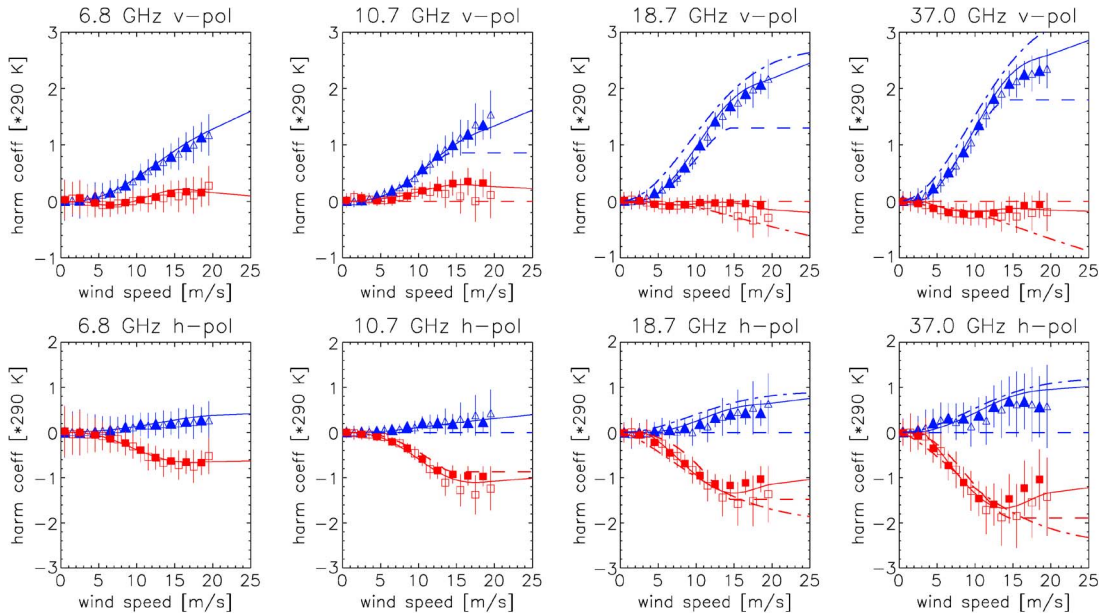 6.8 GHz v-pol 10.7 GHz v-pol 18.7 GHz v-pol 37.0 GHz v-pol
3 3 3 3
2 2 2 2
1 1 1 1
0 0 0 0
-1 -1 -1 -1
harm coeff [*290 K] harm coeff [*290 K] harm coeff [*290 K] harm coeff [*290 K]
0 5 10 15 20 25 0 5 10 15 20 25 0 5 10 15 20 25 0 5 10 15 20 25
wind speed [m/s] wind speed [m/s] wind speed [m/s] wind speed [m/s]
6.8 GHz h-pol 10.7 GHz h-pol 18.7 GHz h-pol 37.0 GHz h-pol
2 2 2 2
1 1 1 1
0 0 0 0
-1 -1 -1 -1
-2 -2 -2 -2
-3 -3 -3 -3
harm coeff [*290 K] harm coeff [*290 K] harm coeff [*290 K] harm coeff [*290 K]
0 5 10 15 20 25 0 5 10 15 20 25 0 5 10 15 20 25 0 5 10 15 20 25
wind speed [m/s] wind speed [m/s] wind speed [m/s] wind speed [m/s]